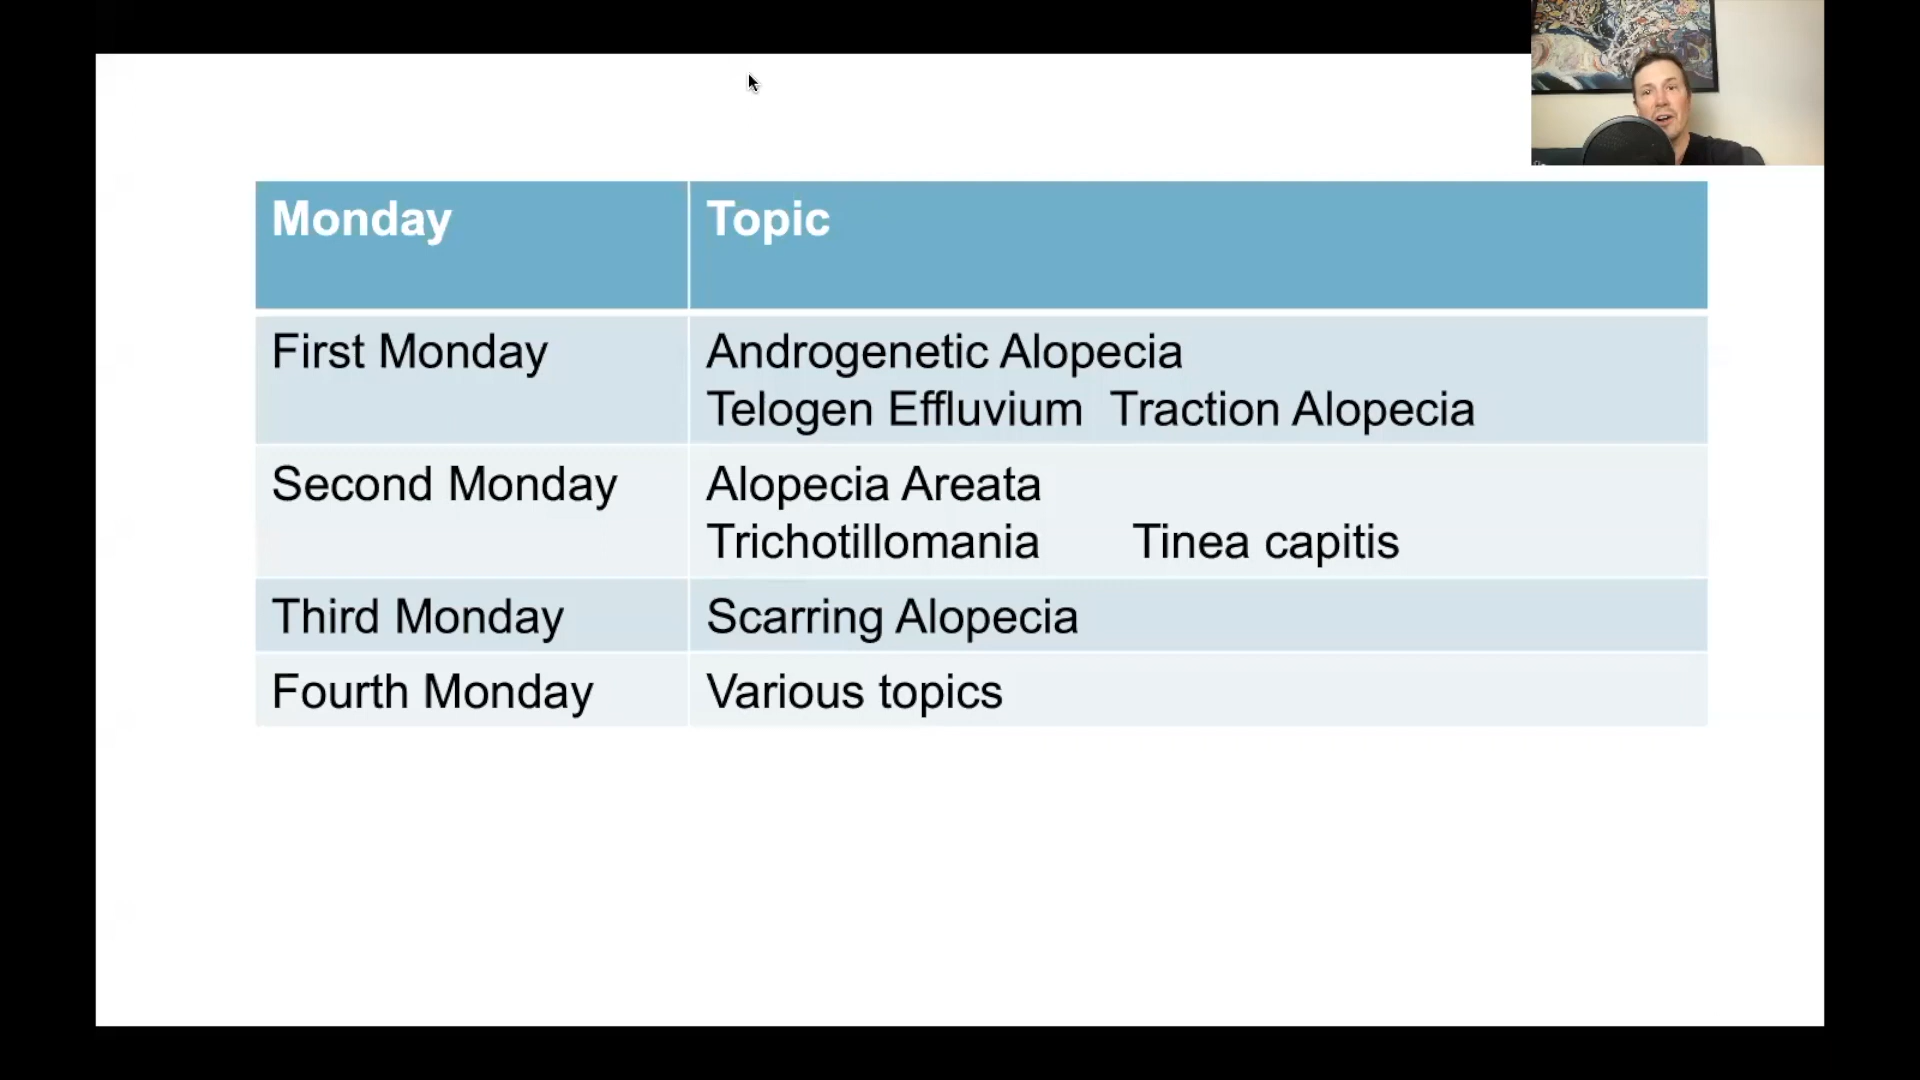 Monday Topic
First Monday Androgenetic Alopecia
Telogen Effluvium Traction Alopecia
Second Monday Alopecia Areata
Trichotillomania Tinea capitis
Third Monday Scarring Alopecia
Fourth Monday Various topics